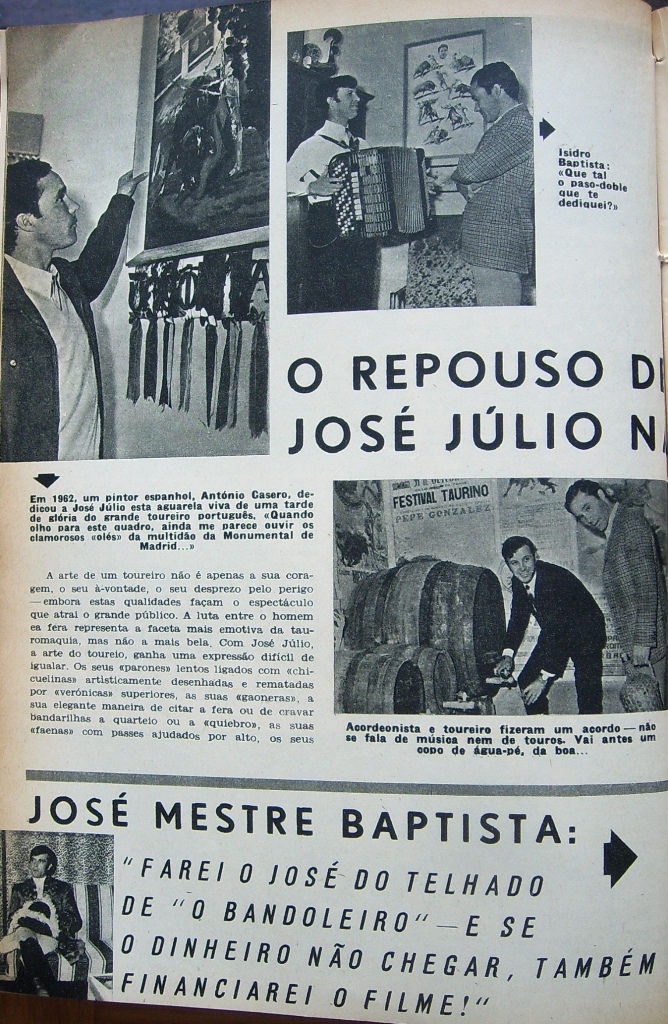 Isidro
Baptista:
«Que tal
o paso-doble
que te
dediquei?»
O REPOUSO D
JOSÉ JÚLIO N
Em 1962, um pintor espanhol, António Casero, de-
dicou a José Júlio esta aguarela viva de uma tarde
de glória do grande toureiro português, «Quando
olho para este quadro, ainda me parece ouvir os
clamorosos «olés» da multidão da Monumental de
Madrid...»
A arte de um toureiro não é apenas a sua cora-
gem, o seu à-vontade, o seu desprezo pelo perigo
—embora estas qualidades façam o espectáculo
que atrai o grande público. A luta entre o homem
ea fera representa a faceta mais emotiva da tau-
romaquia, mas não a mais bela. Com José Júlio,
a arte do toureio, ganha uma expressão difícil de
igualar. Os seus «parones» lentos ligados com «chi-
cuelinas» artisticamente desenhadas e rematadas
por «verónicas» superiores, as suas «gaoneras», a
sua elegante maneira de citar a fera ou de cravar
bandarilhas a quarteio ou a «quiebro», as suas
«faenas» com passes ajudados por alto, os seus
FESTIVAL TAURINO
PEPE GONZALEZ
Acordeonista e toureiro fizeram um acordo — não
se fala de música nem de touros. Vai antes um
copo de água-pé, da boa...
JOSÉ MESTRE BAPTISTA:
"FAREI O JOSÉ DO TELHADO
DE "O BANDOLEIRO" — E SE
O DINHEIRO NÃO CHEGAR, TAMBÉM
FINANCIAREI O FILME!"